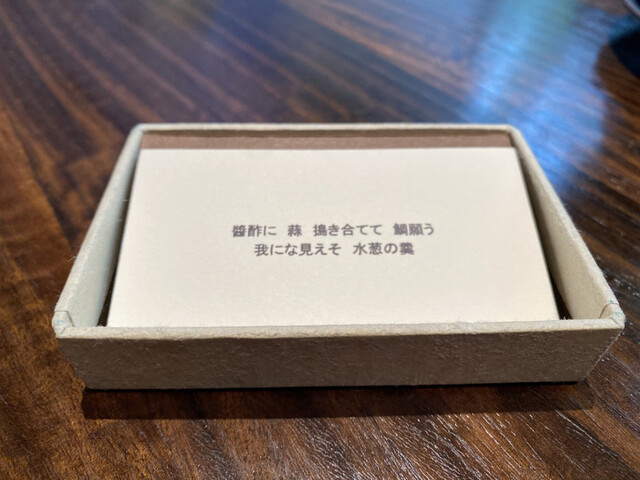 醤酢に 蒜 搗き合てて 鯛願う
我にな見えそ 水葱の羹